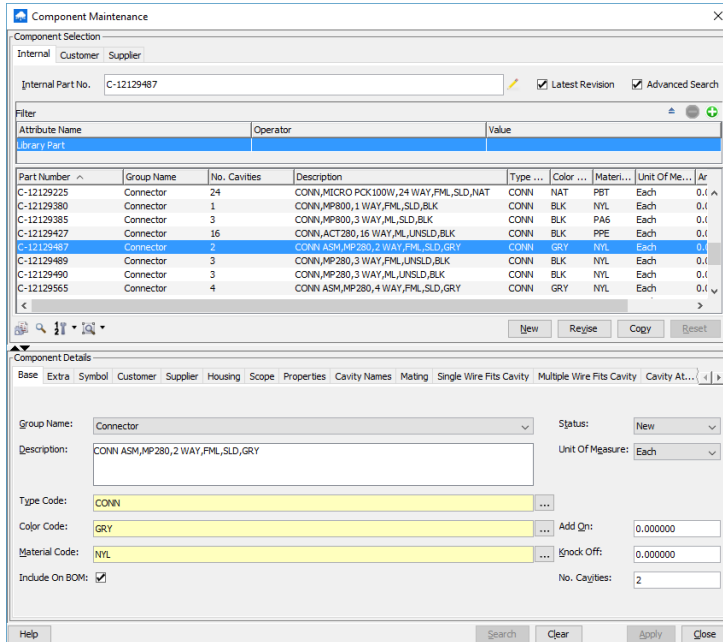 Component Maintenance
Component Selection
Internal Customer Supplier
Internal Part No. C-12129487 Latest Revision Advanced Search
Filter
Attribute Name Operator Value
Library Part
Part Number Group Name No. Cavities Description Type ... Color ... Materi... Unit Of Me... Ar
C-12129225 Connector 24 CONN,MICRO PCK100W,24 WAY,FML,SLD,NAT CONN NAT PBT Each 0.(
C-12129380 Connector 1 CONN,MP800,1 WAY,FML,SLD,BLK CONN BLK NYL Each 0.(
C-12129385 Connector 3 CONN,MP800,3 WAY,ML,SLD,BLK CONN BLK PA6 Each 0.(
C-12129427 Connector 16 CONN,ACT280,16 WAY,ML,UNSLD,BLK CONN BLK PPE Each 0.(
C-12129487 Connector 2 CONN ASM,MP280,2 WAY,FML,SLD,GRY CONN GRY NYL Each 0.(
C-12129489 Connector 3 CONN,MP280,3 WAY,FML,UNSLD,BLK CONN BLK NYL Each 0.(
C-12129490 Connector 3 CONN,MP280,3 WAY,ML,UNSLD,BLK CONN BLK NYL Each 0.(
C-12129565 Connector 4 CONN ASM,MP280,4 WAY,FML,SLD,GRY CONN GRY NYL Each 0.(
New Revise Copy Reset
Component Details
Base Extra Symbol Customer Supplier Housing Scope Properties Cavity Names Mating Single Wire Fits Cavity Multiple Wire Fits Cavity Cavity At...
Group Name: Connector Status: New
Description: CONN ASM,MP280,2 WAY,FML,SLD,GRY Unit Of Measure: Each
Type Code: CONN ...
Color Code: GRY ... Add On: 0.000000
Material Code: NYL ... Knock Off: 0.000000
Include On BOM: No. Cavities: 2
Help Search Clear Apply Close